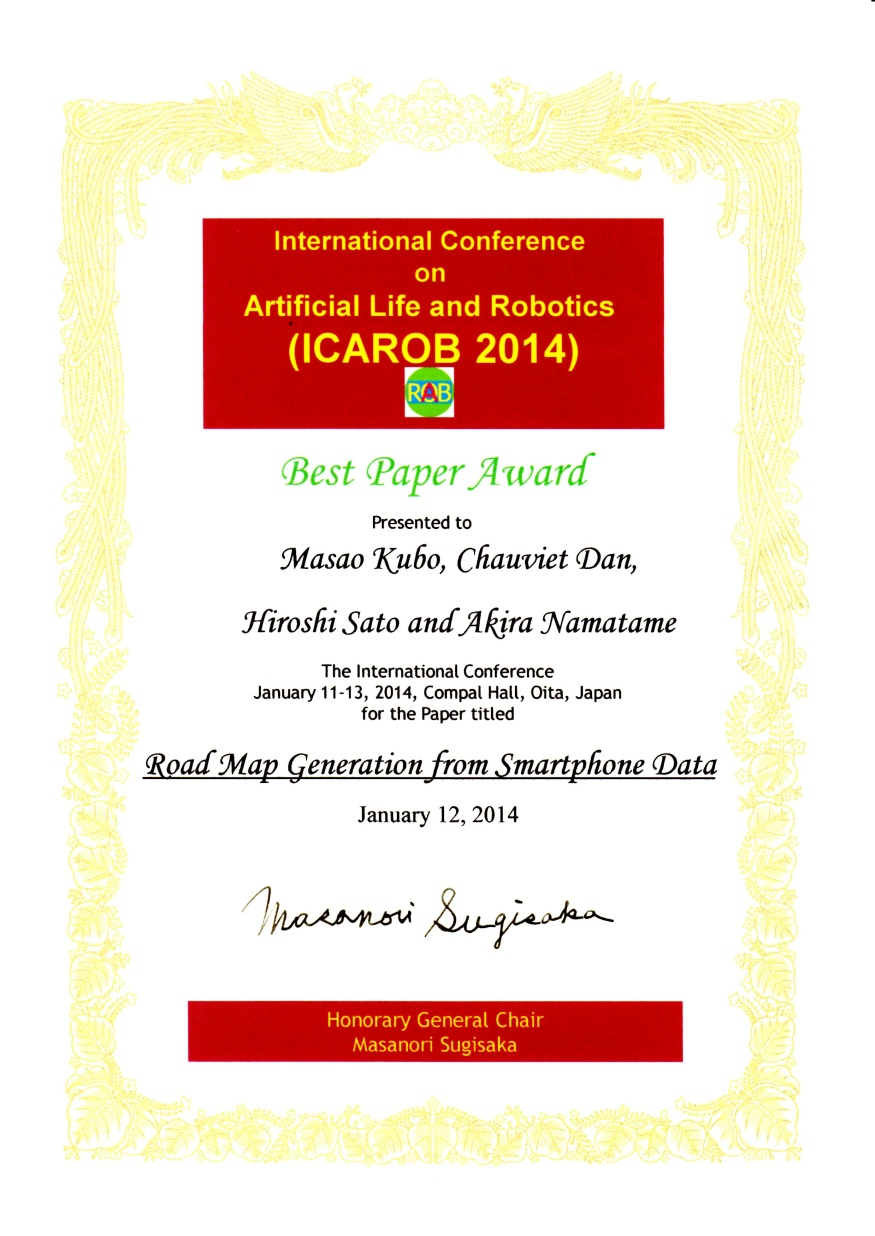 International Conference
on
Artificial Life and Robotics
(ICAROB 2014)
ROB
Best Paper Award
Presented to
Masao Kubo, Chauviet Dan,
Hiroshi Sato and Akira Namatame
The International Conference
January 11-13, 2014, Compal Hall, Oita, Japan
for the Paper titled
Road Map Generation from Smartphone Data
January 12, 2014
Masanori Sugisaka
Honorary General Chair
Masanori Sugisaka